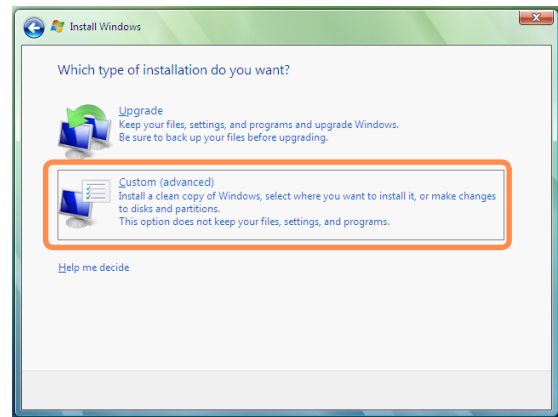 Install Windows
Which type of installation do you want?
Upgrade
Keep your files, settings, and programs and upgrade Windows.
Be sure to back up your files before upgrading.
Custom (advanced)
Install a clean copy of Windows, select where you want to install it, or make changes
to disks and partitions.
This option does not keep your files, settings, and programs.
Help me decide